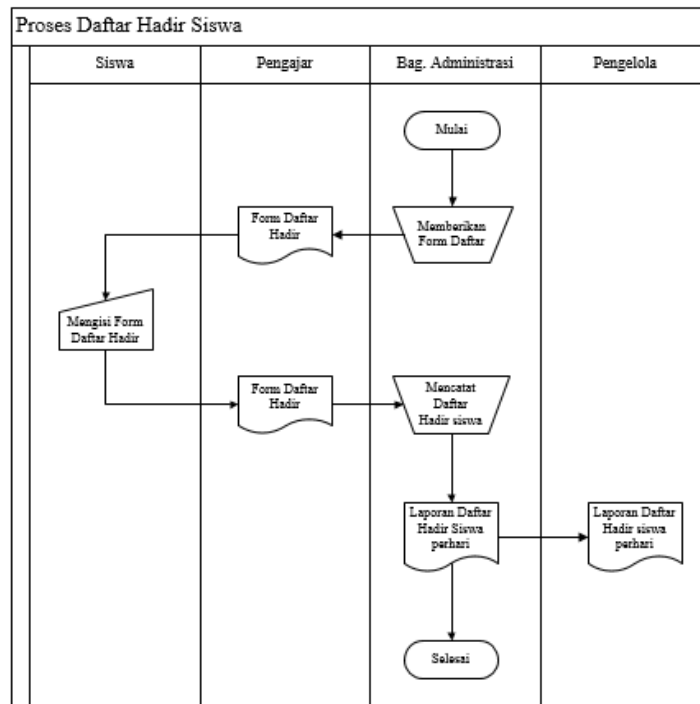 Proses Daftar Hadir Siswa
Siswa
Pengajar
Bag. Administrasi
Pengelola
Mulai
Form Daftar
Hadir
Memberikan
Form Daftar
Mengisi Form
Daftar Hadir
Form Daftar
Hadir
Mencatat
Daftar
Hadir siswa
Laporan Daftar
Hadir Siswa
perhari
Laporan Daftar
Hadir siswa
perhari
Selesai